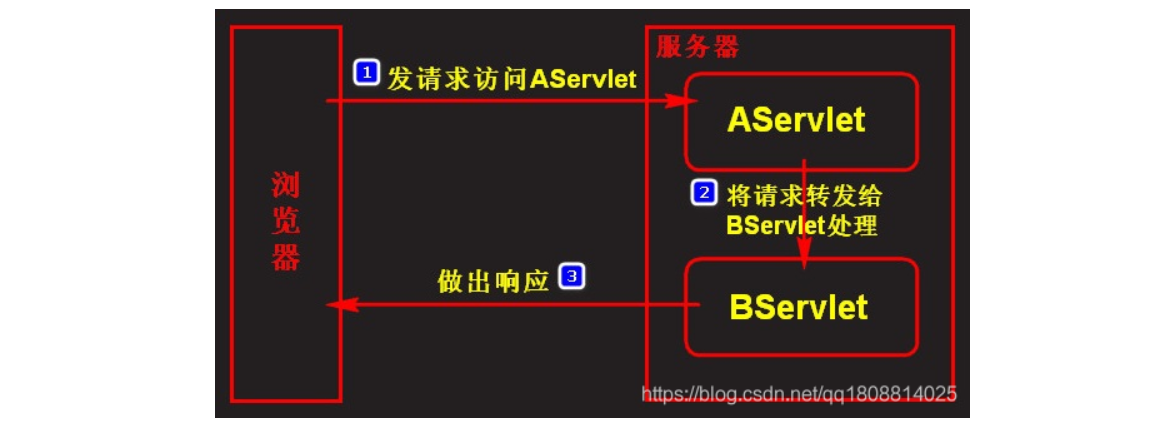 服务器
1 发请求访问AServlet
AServlet
浏
览
器
2 将请求转发给
BServlet处理
做出响应 3
BServlet
https://blog.csdn.net/qq1808814025